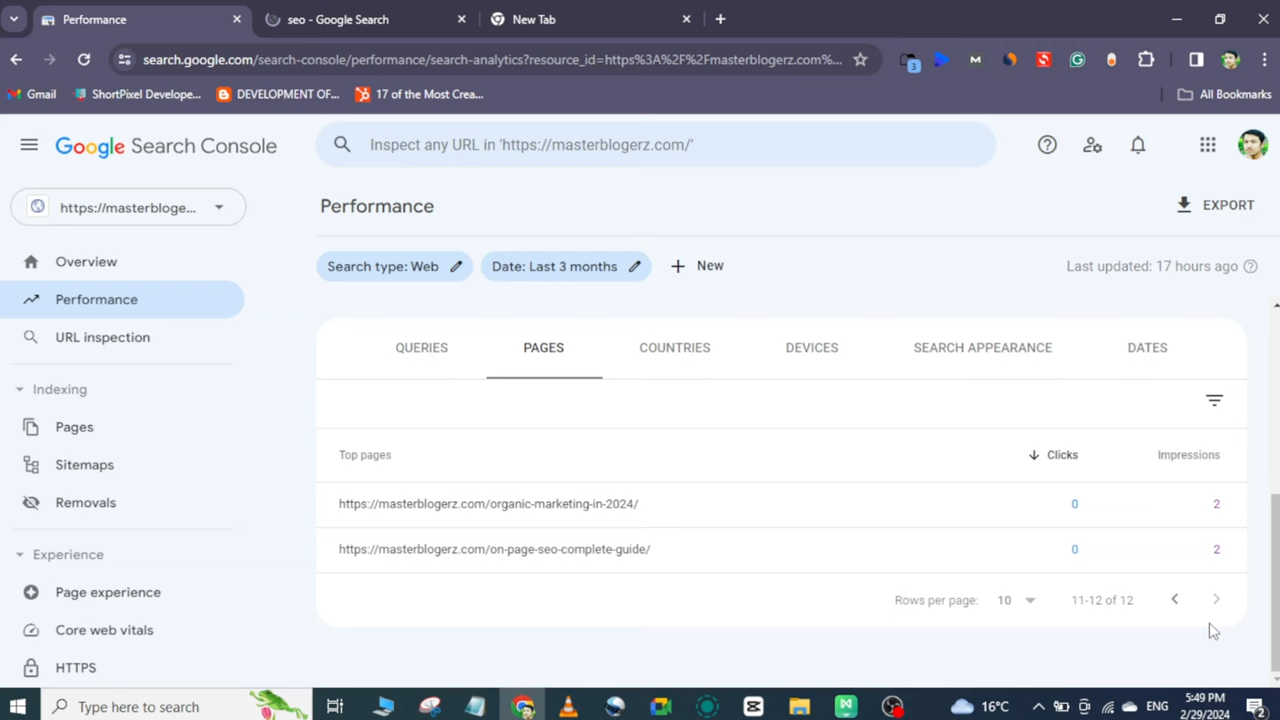 Performance
seo - Google Search
New Tab
search.google.com/search-console/performance/search-analytics?resource_id=https%3A%2F%2Fmasterblogerz.com%...
3
Gmail
ShortPixel Develope...
DEVELOPMENT OF...
17 of the Most Crea...
All Bookmarks
Google Search Console
Inspect any URL in 'https://masterblogerz.com/'
https://masterbloge...
Performance
EXPORT
Search type: Web
Date: Last 3 months
New
Last updated: 17 hours ago
Overview
Performance
URL inspection
Indexing
Pages
Sitemaps
Removals
Experience
Page experience
Core web vitals
HTTPS
QUERIES
PAGES
COUNTRIES
DEVICES
SEARCH APPEARANCE
DATES
Top pages
Clicks
Impressions
https://masterblogerz.com/organic-marketing-in-2024/ 0 2
https://masterblogerz.com/on-page-seo-complete-guide/ 0 2
Rows per page: 10 11-12 of 12
Type here to search
16°C
ENG
5:49 PM
2/29/2024
2